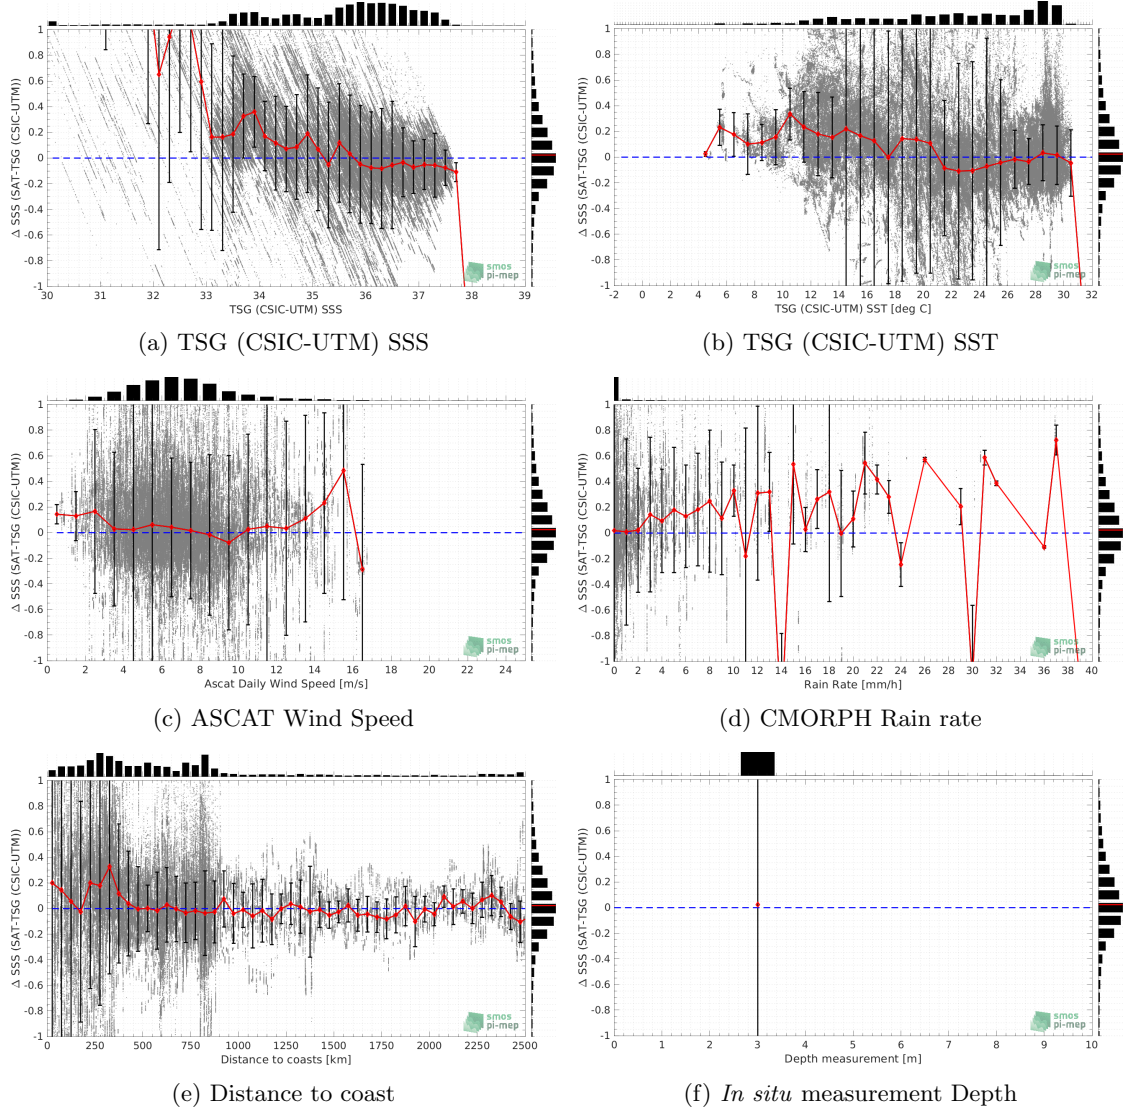 Δ SSS (SAT-TSG (CSIC-UTM))
1
0.8
0.6
0.4
0.2
0
-0.2
-0.4
-0.6
-0.8
-1
30 31 32 33 34 35 36 37 38 39
TSG (CSIC-UTM) SSS
smos
pi-mep
(a) TSG (CSIC-UTM) SSS
Δ SSS (SAT-TSG (CSIC-UTM))
1
0.8
0.6
0.4
0.2
0
-0.2
-0.4
-0.6
-0.8
-1
-2 0 2 4 6 8 10 12 14 16 18 20 22 24 26 28 30 32
TSG (CSIC-UTM) SST [deg C]
smos
pi-mep
(b) TSG (CSIC-UTM) SST
Δ SSS (SAT-TSG (CSIC-UTM))
1
0.8
0.6
0.4
0.2
0
-0.2
-0.4
-0.6
-0.8
-1
0 2 4 6 8 10 12 14 16 18 20 22 24
Ascat Daily Wind Speed [m/s]
smos
pi-mep
(c) ASCAT Wind Speed
Δ SSS (SAT-TSG (CSIC-UTM))
1
0.8
0.6
0.4
0.2
0
-0.2
-0.4
-0.6
-0.8
-1
0 2 4 6 8 10 12 14 16 18 20 22 24 26 28 30 32 34 36 38 40
Rain Rate [mm/h]
smos
pi-mep
(d) CMORPH Rain rate
Δ SSS (SAT-TSG (CSIC-UTM))
1
0.8
0.6
0.4
0.2
0
-0.2
-0.4
-0.6
-0.8
-1
0 250 500 750 1000 1250 1500 1750 2000 2250 2500
Distance to coasts [km]
smos
pi-mep
(e) Distance to coast
Δ SSS (SAT-TSG (CSIC-UTM))
1
0.8
0.6
0.4
0.2
0
-0.2
-0.4
-0.6
-0.8
-1
0 1 2 3 4 5 6 7 8 9 10
Depth measurement [m]
smos
pi-mep
(f) In situ measurement Depth